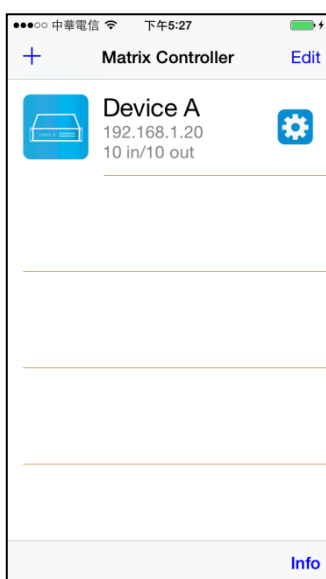 中華電信 下午5:27
Matrix Controller Edit
Device A
192.168.1.20
10 in/10 out
Info